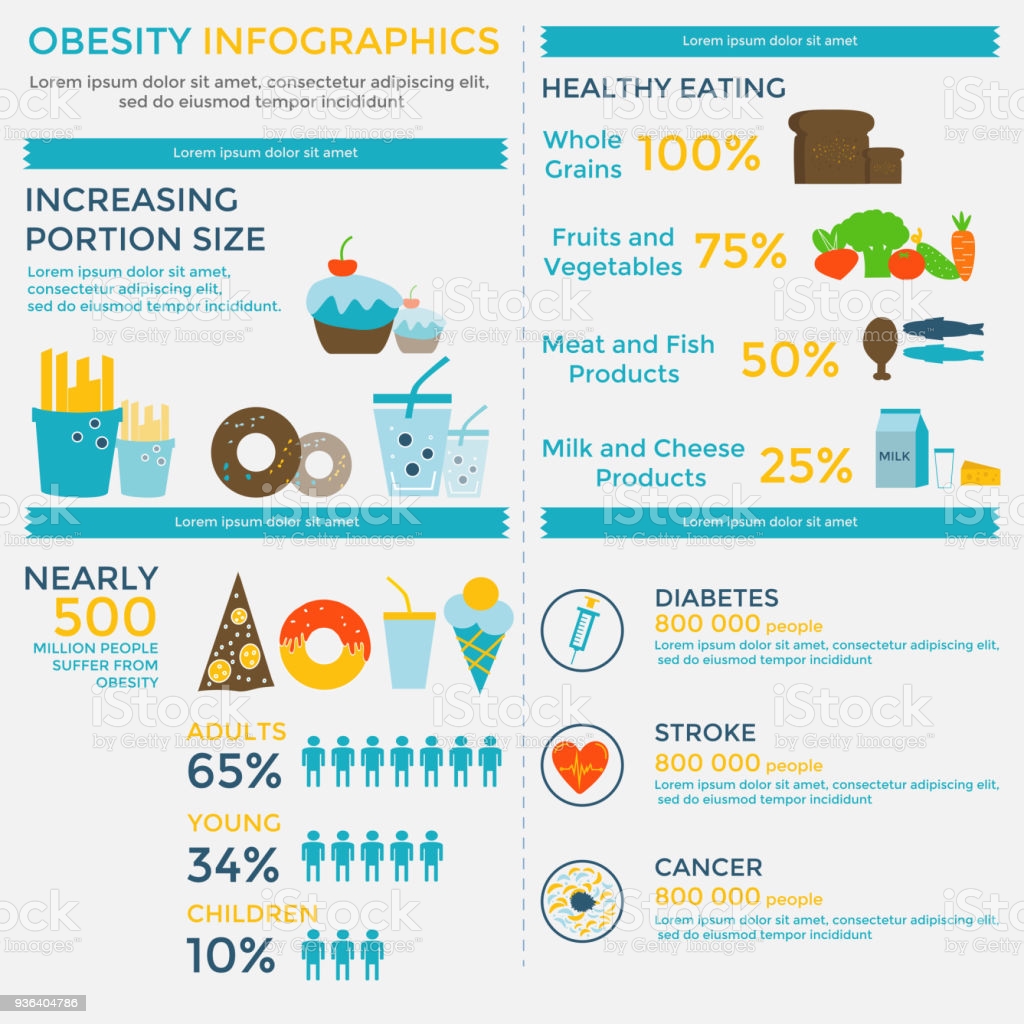 OBESITY INFOGRAPHICS
Lorem ipsum dolor sit amet, consectetur adipiscing elit,
sed do eiusmod tempor incididunt
Lorem ipsum dolor sit amet
INCREASING
PORTION SIZE
Lorem ipsum dolor sit amet,
consectetur adipiscing elit,
sed do eiusmod tempor incididunt.
Lorem ipsum dolor sit amet
NEARLY
500
MILLION PEOPLE
SUFFER FROM
OBESITY
ADULTS
65%
YOUNG
34%
CHILDREN
10%
Lorem ipsum dolor sit amet
HEALTHY EATING
Whole
Grains
100%
Fruits and
Vegetables
75%
Meat and Fish
Products
50%
Milk and Cheese
Products
25%
MILK
Lorem ipsum dolor sit amet
DIABETES
800 000 people
Lorem ipsum dolor sit amet, consectetur adipiscing elit,
sed do eiusmod tempor incididunt
STROKE
800 000 people
Lorem ipsum dolor sit amet, consectetur adipiscing elit,
sed do eiusmod tempor incididunt
CANCER
800 000 people
Lorem ipsum dolor sit amet, consectetur adipiscing elit,
sed do eiusmod tempor incididunt
iStock
by Getty Images™
936404786